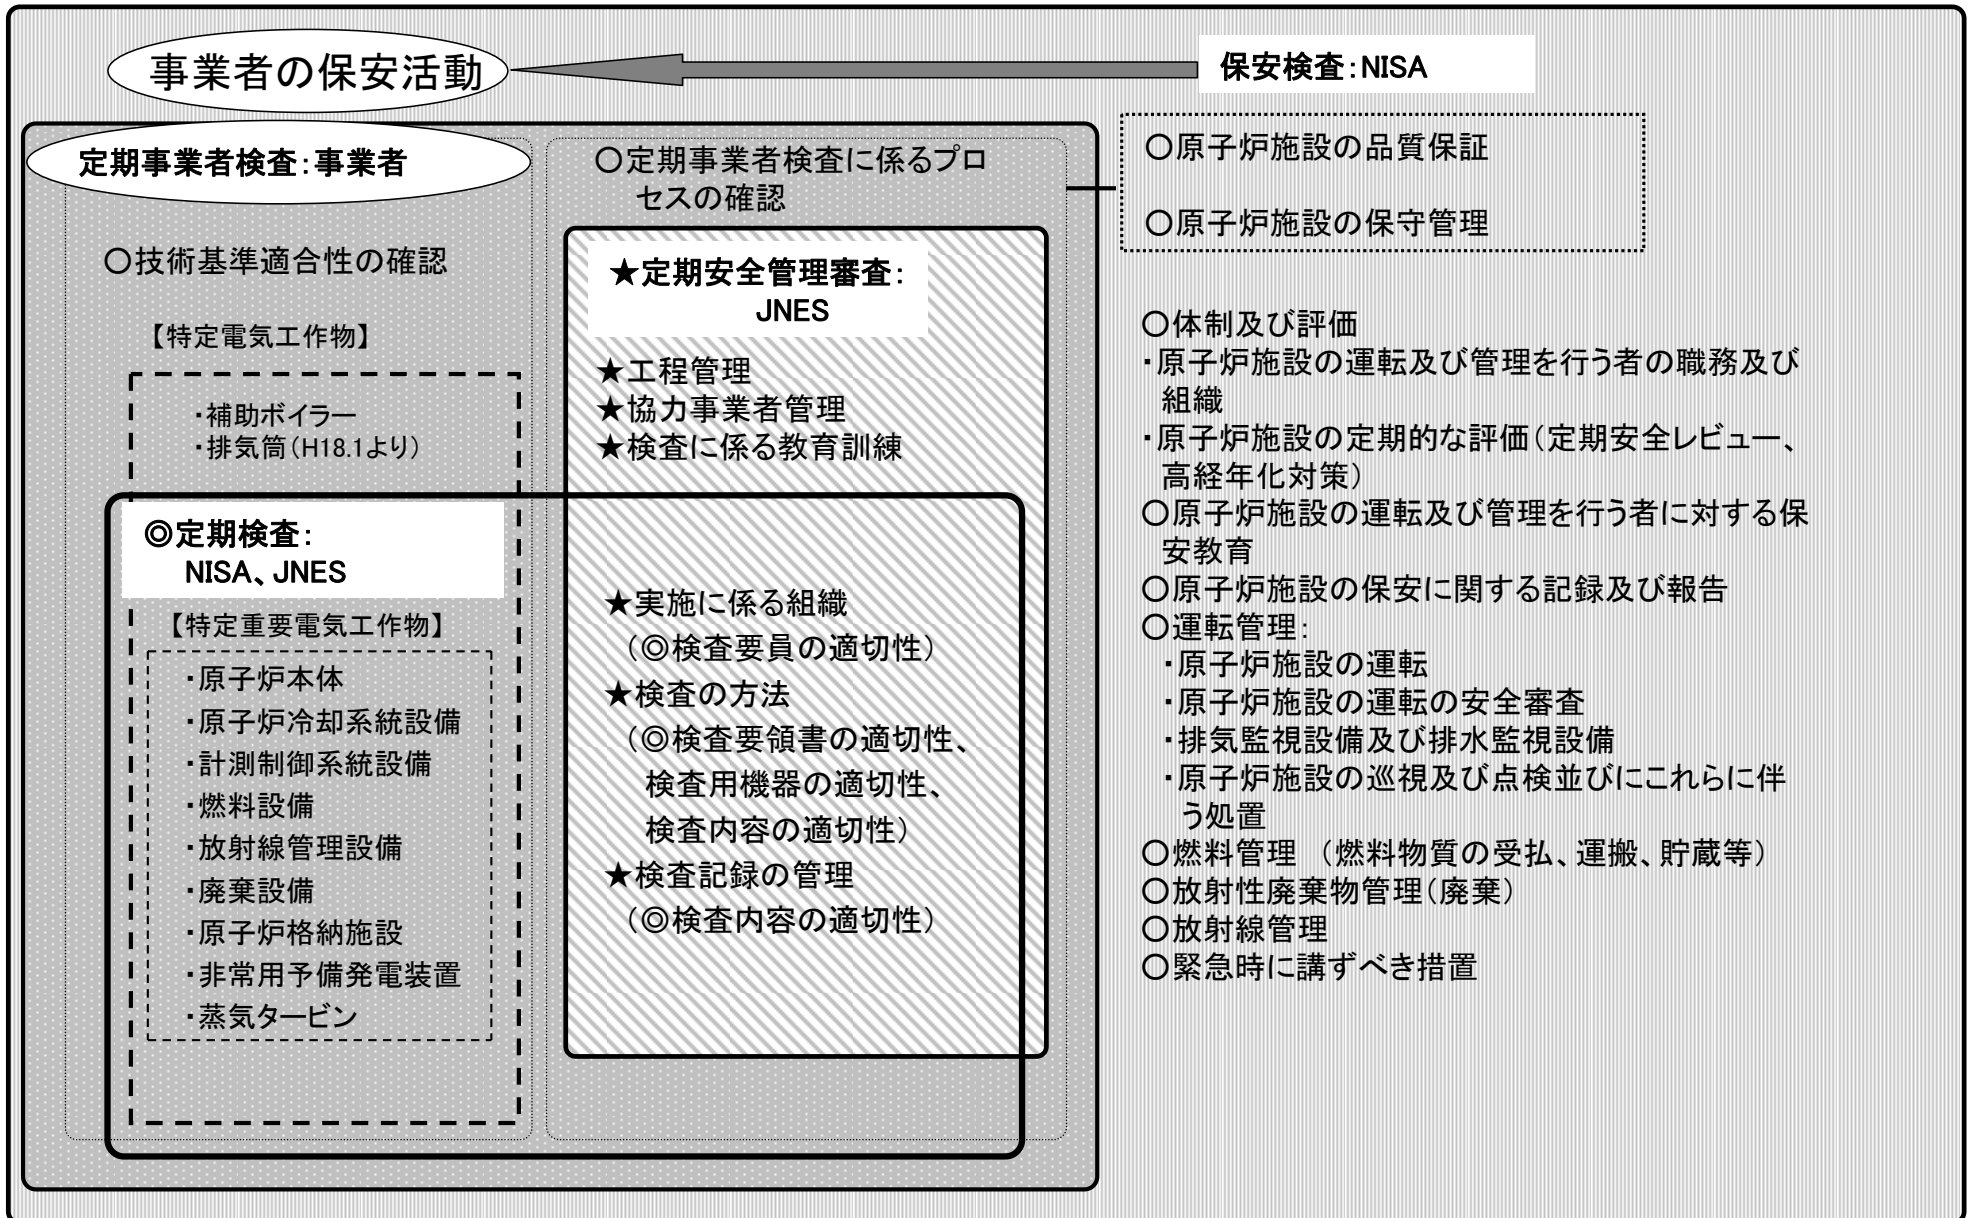 事業者の保安活動
保安検査：NISA
定期事業者検査：事業者
○技術基準適合性の確認
【特定電気工作物】
・補助ボイラー
・排気筒（H18.1より）
◎定期検査：
NISA、JNES
【特定重要電気工作物】
・原子炉本体
・原子炉冷却系統設備
・計測制御系統設備
・燃料設備
・放射線管理設備
・廃棄設備
・原子炉格納施設
・非常用予備発電装置
・蒸気タービン
○定期事業者検査に係るプロ
セスの確認
★定期安全管理審査：
JNES
★工程管理
★協力事業者管理
★検査に係る教育訓練
★実施に係る組織
（◎検査要員の適切性）
★検査の方法
（◎検査要領書の適切性、
検査用機器の適切性、
検査内容の適切性）
★検査記録の管理
（◎検査内容の適切性）
○原子炉施設の品質保証
○原子炉施設の保守管理
○体制及び評価
・原子炉施設の運転及び管理を行う者の職務及び
組織
・原子炉施設の定期的な評価（定期安全レビュー、
高経年化対策）
○原子炉施設の運転及び管理を行う者に対する保
安教育
○原子炉施設の保安に関する記録及び報告
○運転管理：
・原子炉施設の運転
・原子炉施設の運転の安全審査
・排気監視設備及び排水監視設備
・原子炉施設の巡視及び点検並びにこれらに伴
う処置
○燃料管理　（燃料物質の受払、運搬、貯蔵等）
○放射性廃棄物管理（廃棄）
○放射線管理
○緊急時に講ずべき措置